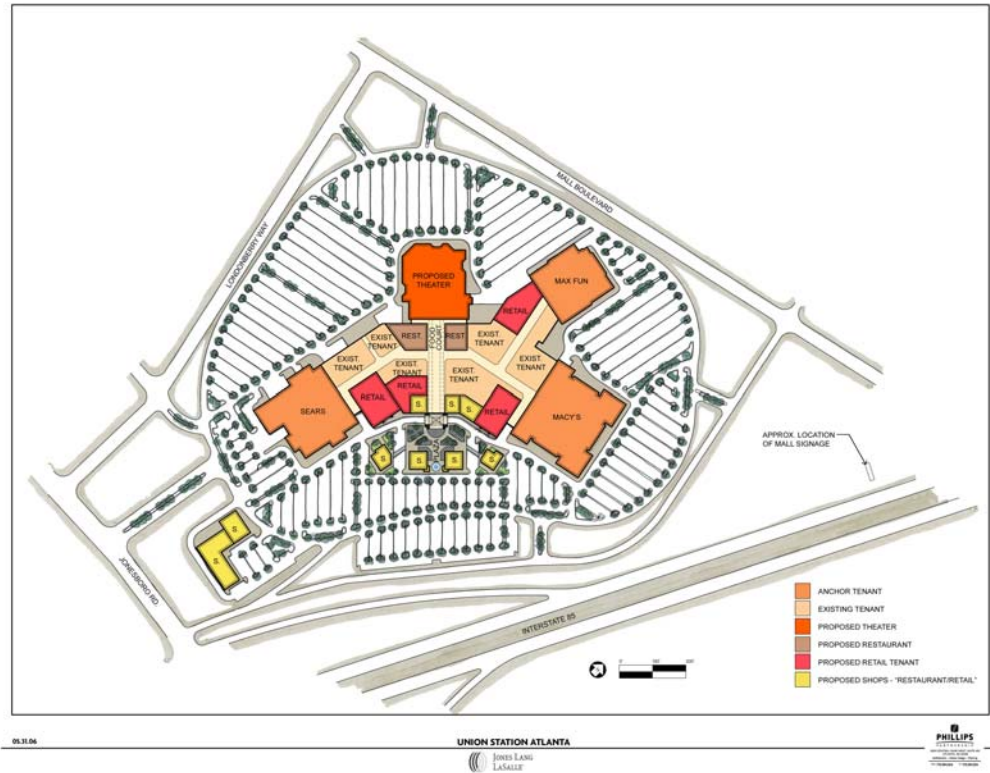 MALL BOULEVARD
LONDONBERRY WAY
PROPOSED
THEATER
MAX FUN
RETAIL
REST.
FOOD
COURT
REST.
EXIST.
TENANT
EXIST.
TENANT
EXIST.
TENANT
EXIST.
TENANT
EXIST.
TENANT
EXIST.
TENANT
SEARS
RETAIL
RETAIL
S.
S.
S.
RETAIL
MACY'S
S.
S.
S.
S.
APPROX. LOCATION
OF MALL SIGNAGE
S.
S.
JONESBORO RD.
INTERSTATE 85
ANCHOR TENANT
EXISTING TENANT
PROPOSED THEATER
PROPOSED RESTAURANT
PROPOSED RETAIL TENANT
PROPOSED SHOPS - "RESTAURANT/RETAIL"
05.31.06
UNION STATION ATLANTA
JONES LANG
LASALLE
PHILLIPS
PARTNERSHIP